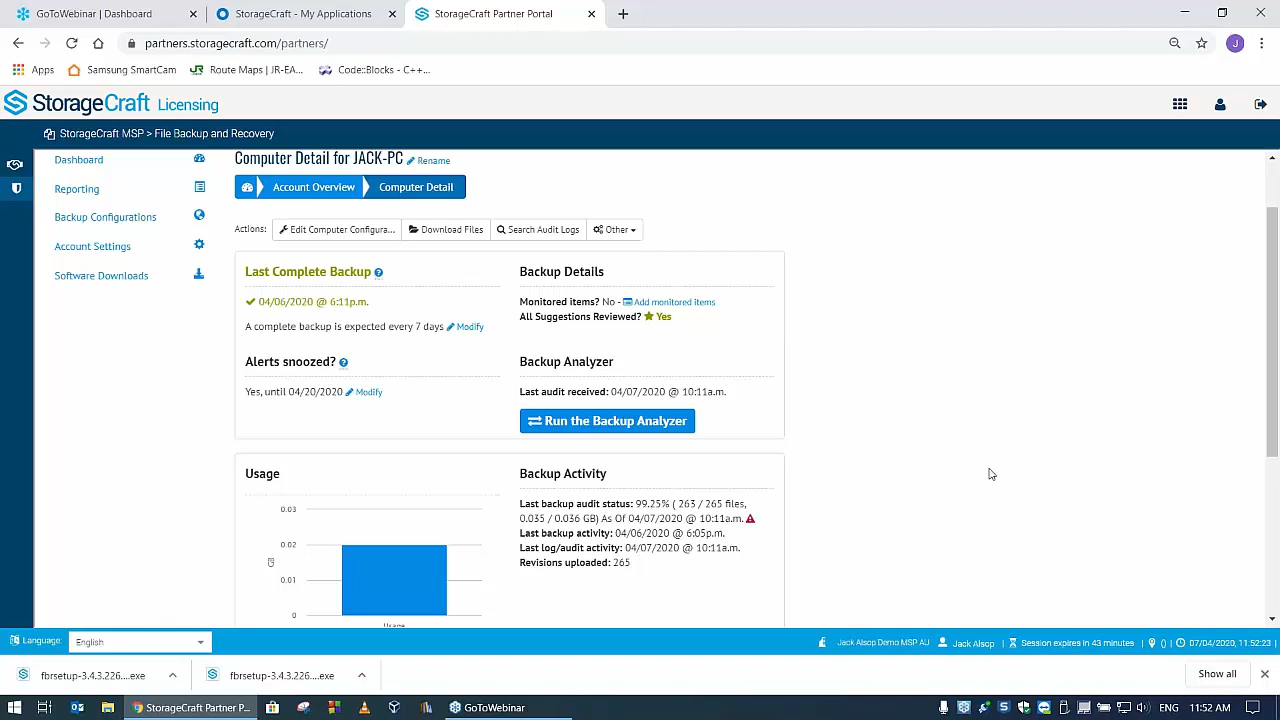 GoToWebinar | Dashboard
StorageCraft - My Applications
StorageCraft Partner Portal
partners.storagecraft.com/partners/
J
Apps
Samsung SmartCam
Route Maps | JR-EA...
Code::Blocks - C++...
StorageCraft Licensing
StorageCraft MSP > File Backup and Recovery
Dashboard
Reporting
Backup Configurations
Account Settings
Software Downloads
Computer Detail for JACK-PC Rename
Account Overview
Computer Detail
Actions:
Edit Computer Configura...
Download Files
Search Audit Logs
Other
Last Complete Backup
04/06/2020 @ 6:11p.m.
A complete backup is expected every 7 days Modify
Alerts snoozed?
Yes, until 04/20/2020 Modify
Backup Details
Monitored items? No - Add monitored items
All Suggestions Reviewed? Yes
Backup Analyzer
Last audit received: 04/07/2020 @ 10:11a.m.
Run the Backup Analyzer
Usage
0.03
0.02
0.01
0
Usage
Backup Activity
Last backup audit status: 99.25% ( 263 / 265 files,
0.035 / 0.036 GB) As Of 04/07/2020 @ 10:11a.m.
Last backup activity: 04/06/2020 @ 6:05p.m.
Last log/audit activity: 04/07/2020 @ 10:11a.m.
Revisions uploaded: 265
Language:
English
Jack Alsop Demo MSP AU
Jack Alsop
Session expires in 43 minutes
()
07/04/2020, 11:52:23
fbrsetup-3.4.3.226....exe
fbrsetup-3.4.3.226....exe
Show all
StorageCraft Partner P...
GoToWebinar
ENG
11:52 AM